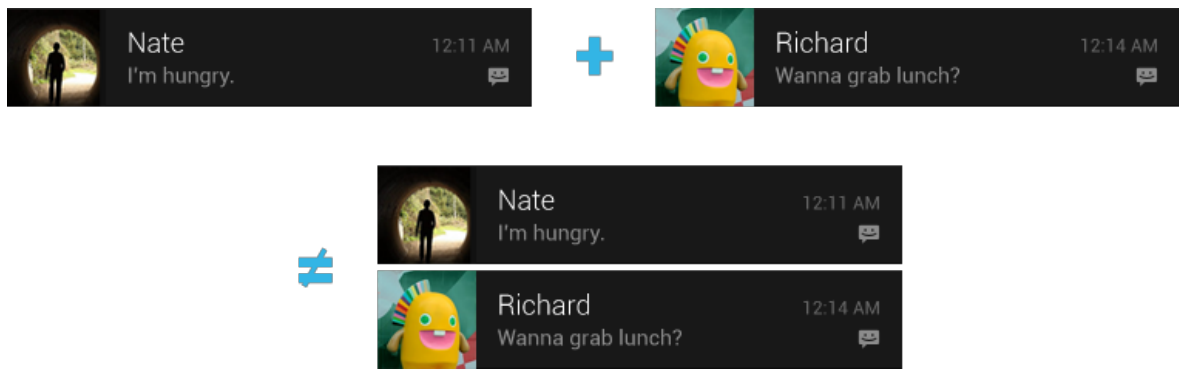 Nate 12:11 AM
I'm hungry.
+
Richard 12:14 AM
Wanna grab lunch?
≠
Nate 12:11 AM
I'm hungry.
Richard 12:14 AM
Wanna grab lunch?